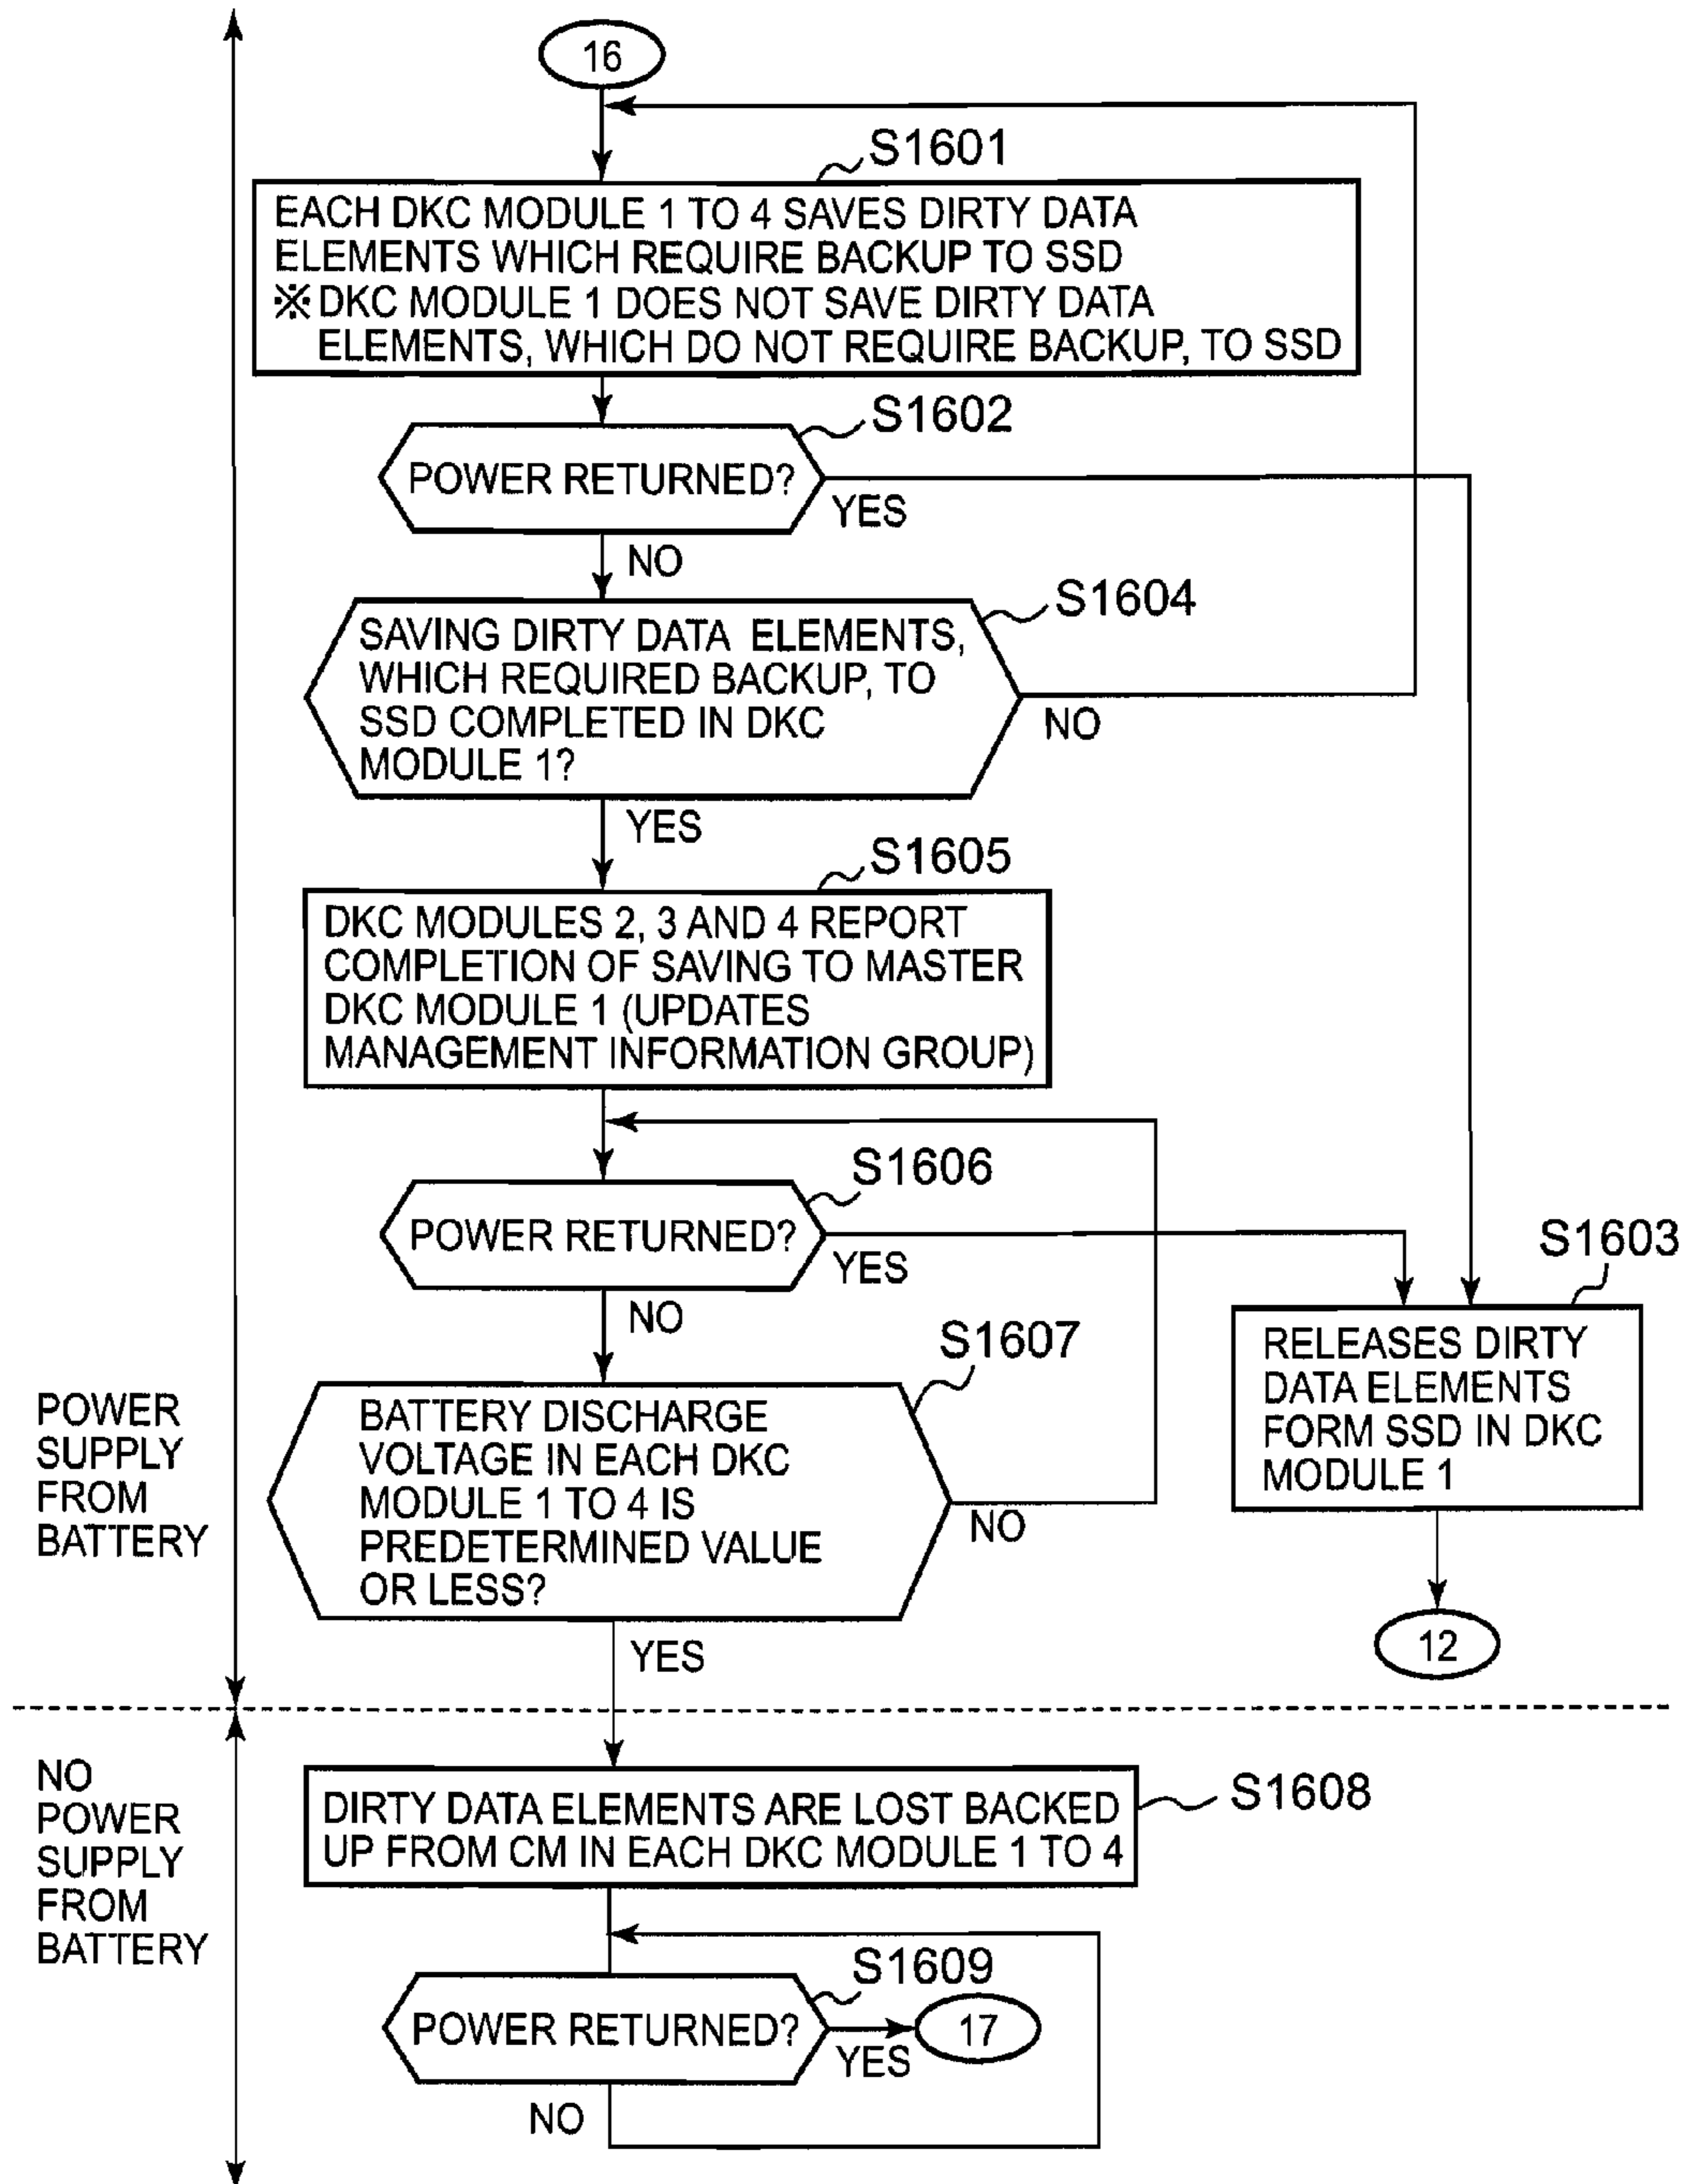 16
S1601
EACH DKC MODULE 1 TO 4 SAVES DIRTY DATA
ELEMENTS WHICH REQUIRE BACKUP TO SSD
※ DKC MODULE 1 DOES NOT SAVE DIRTY DATA
ELEMENTS, WHICH DO NOT REQUIRE BACKUP, TO SSD
S1602
POWER RETURNED?
YES
NO
S1604
SAVING DIRTY DATA ELEMENTS,
WHICH REQUIRED BACKUP, TO
SSD COMPLETED IN DKC
MODULE 1?
NO
YES
S1605
DKC MODULES 2, 3 AND 4 REPORT
COMPLETION OF SAVING TO MASTER
DKC MODULE 1 (UPDATES
MANAGEMENT INFORMATION GROUP)
S1606
POWER RETURNED?
YES
NO
S1603
RELEASES DIRTY
DATA ELEMENTS
FORM SSD IN DKC
MODULE 1
12
S1607
BATTERY DISCHARGE
VOLTAGE IN EACH DKC
MODULE 1 TO 4 IS
PREDETERMINED VALUE
OR LESS?
NO
YES
POWER
SUPPLY
FROM
BATTERY
NO
POWER
SUPPLY
FROM
BATTERY
S1608
DIRTY DATA ELEMENTS ARE LOST BACKED
UP FROM CM IN EACH DKC MODULE 1 TO 4
S1609
POWER RETURNED?
YES
17
NO